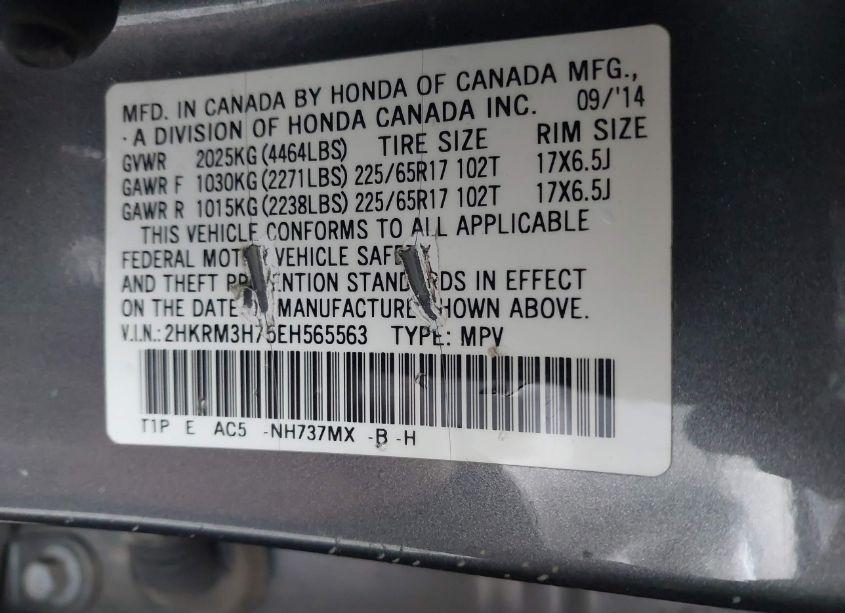 MFD. IN CANADA BY HONDA OF CANADA MFG.,
· A DIVISION OF HONDA CANADA INC. 09/'14
GVWR 2025KG (4464LBS) TIRE SIZE RIM SIZE
GAWR F 1030KG (2271LBS) 225/65R17 102T 17X6.5J
GAWR R 1015KG (2238LBS) 225/65R17 102T 17X6.5J
THIS VEHICLE CONFORMS TO ALL APPLICABLE
FEDERAL VEHICLE
AND THEFT IN EFFECT
ON THE DATE SHOWN ABOVE.
V.I.N.: 2HKRM3H75EH565563 TYPE: MPV
T1P E AC5 -NH737MX -B -H